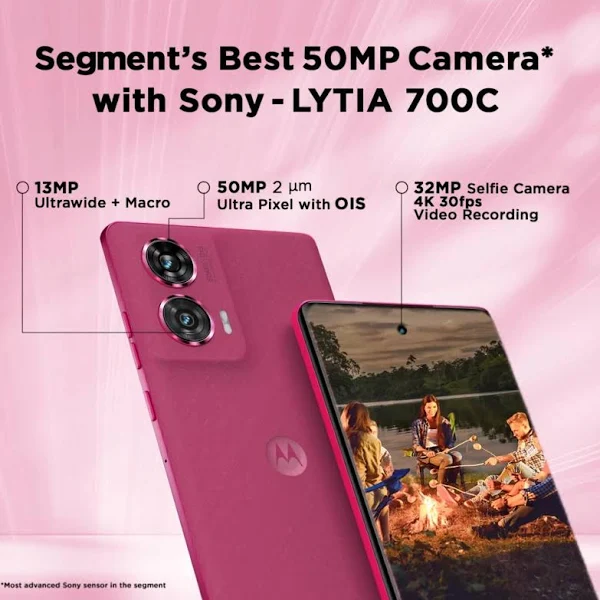 Segment's Best 50MP Camera*
with Sony - LYTIA 700C
13MP
Ultrawide + Macro
50MP 2 µm
Ultra Pixel with OIS
32MP Selfie Camera
4K 30fps
Video Recording
*Most advanced Sony sensor in the segment